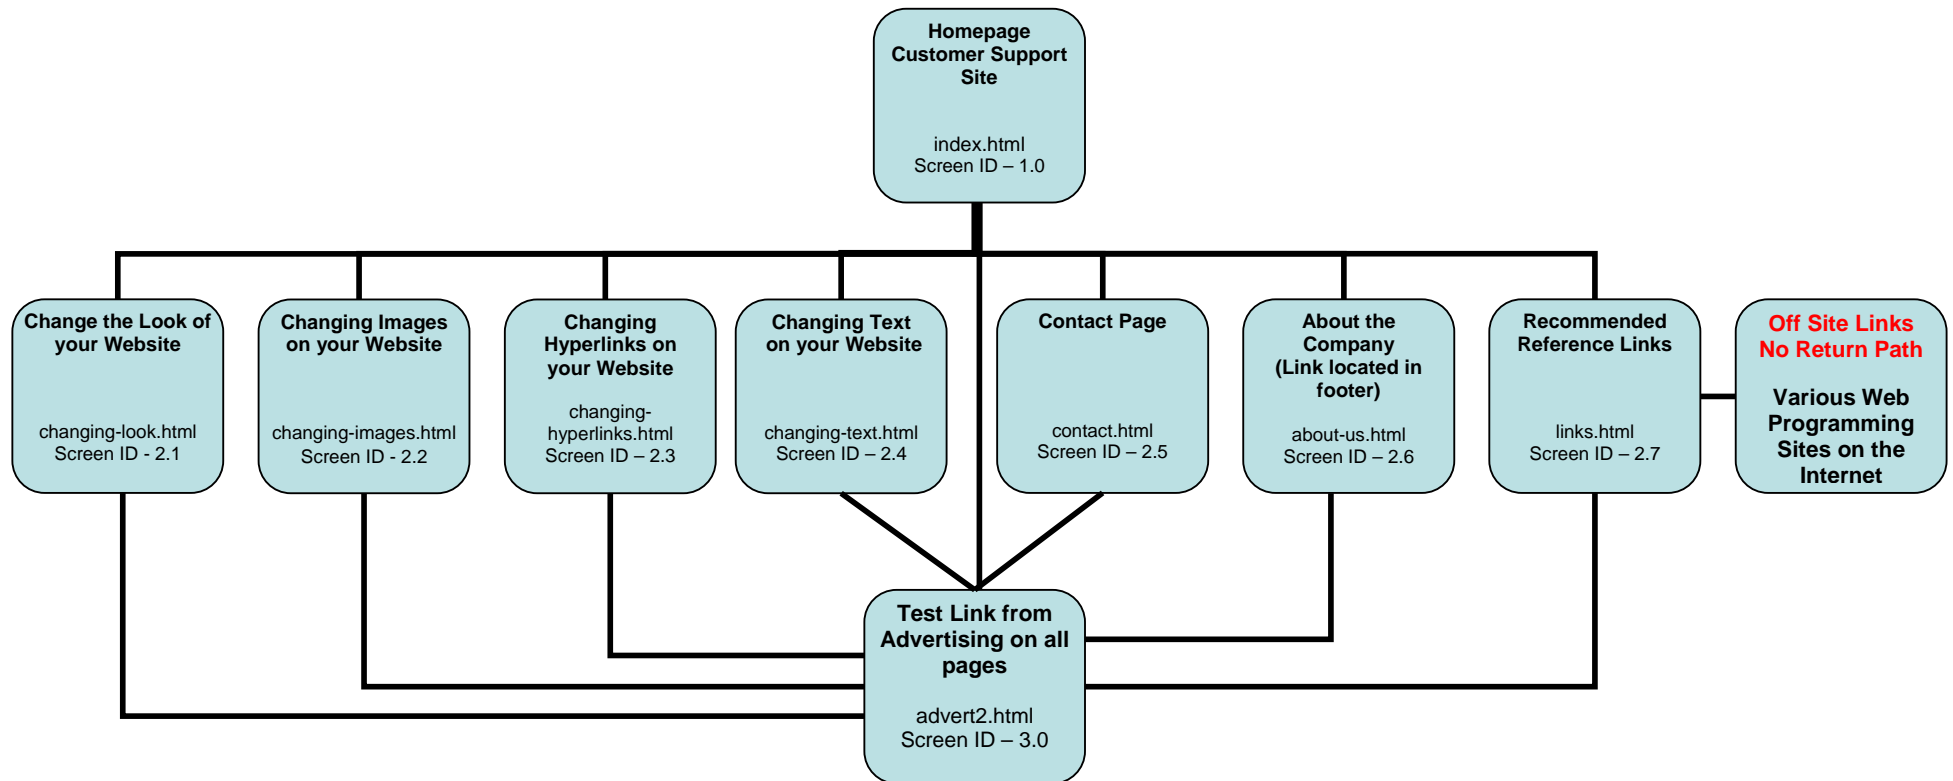 Homepage
Customer Support
Site
index.html
Screen ID – 1.0
Change the Look of
your Website
changing-look.html
Screen ID - 2.1
Changing Images
on your Website
changing-images.html
Screen ID - 2.2
Changing
Hyperlinks on
your Website
changing-
hyperlinks.html
Screen ID – 2.3
Changing Text
on your Website
changing-text.html
Screen ID – 2.4
Contact Page
contact.html
Screen ID – 2.5
About the
Company
(Link located in
footer)
about-us.html
Screen ID – 2.6
Recommended
Reference Links
links.html
Screen ID – 2.7
Off Site Links
No Return Path
Various Web
Programming
Sites on the
Internet
Test Link from
Advertising on all
pages
advert2.html
Screen ID – 3.0